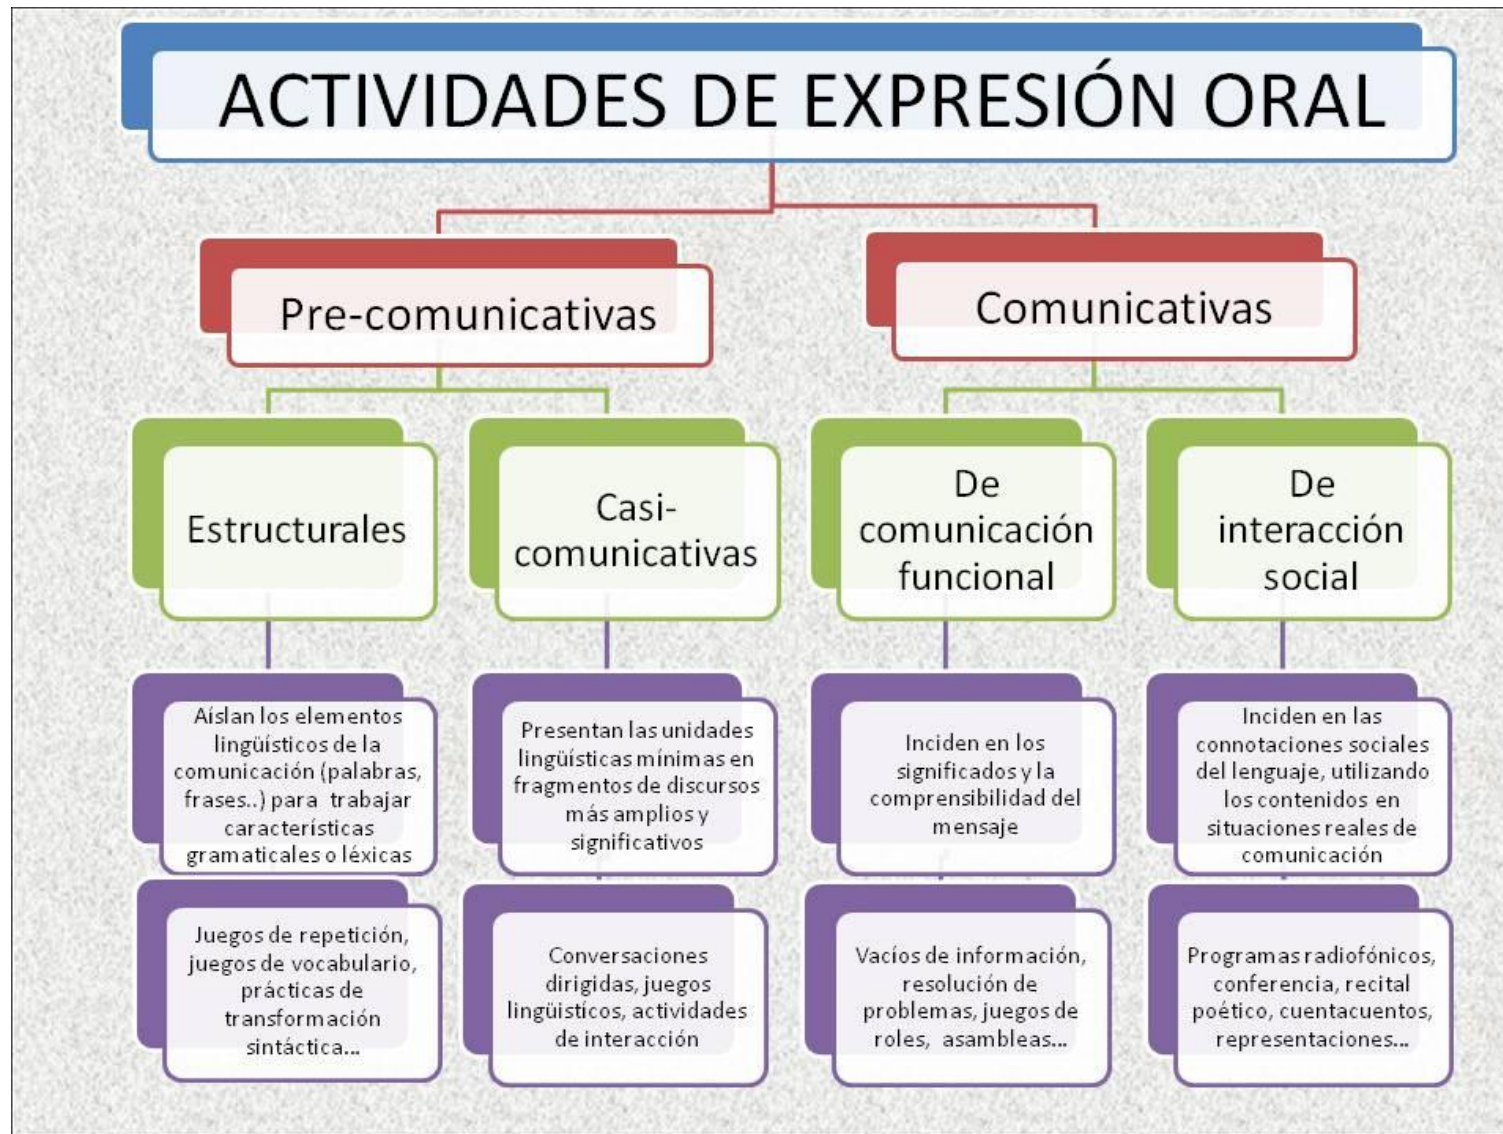 ACTIVIDADES DE EXPRESIÓN ORAL
Pre-comunicativas
Comunicativas
Estructurales
Casi-
comunicativas
De
comunicación
funcional
De
interacción
social
Aíslan los elementos
lingüísticos de la
comunicación (palabras,
frases..) para trabajar
características
gramaticales o léxicas
Presentan las unidades
lingüísticas mínimas en
fragmentos de discursos
más amplios y
significativos
Inciden en los
significados y la
comprensibilidad del
mensaje
Inciden en las
connotaciones sociales
del lenguaje, utilizando
los contenidos en
situaciones reales de
comunicación
Juegos de repetición,
juegos de vocabulario,
prácticas de
transformación
sintáctica...
Conversaciones
dirigidas, juegos
lingüisticos, actividades
de interacción
Vacíos de información,
resolución de
problemas, juegos de
roles, asambleas...
Programas radiofónicos,
conferencia, recital
poético, cuentacuentos,
representaciones...